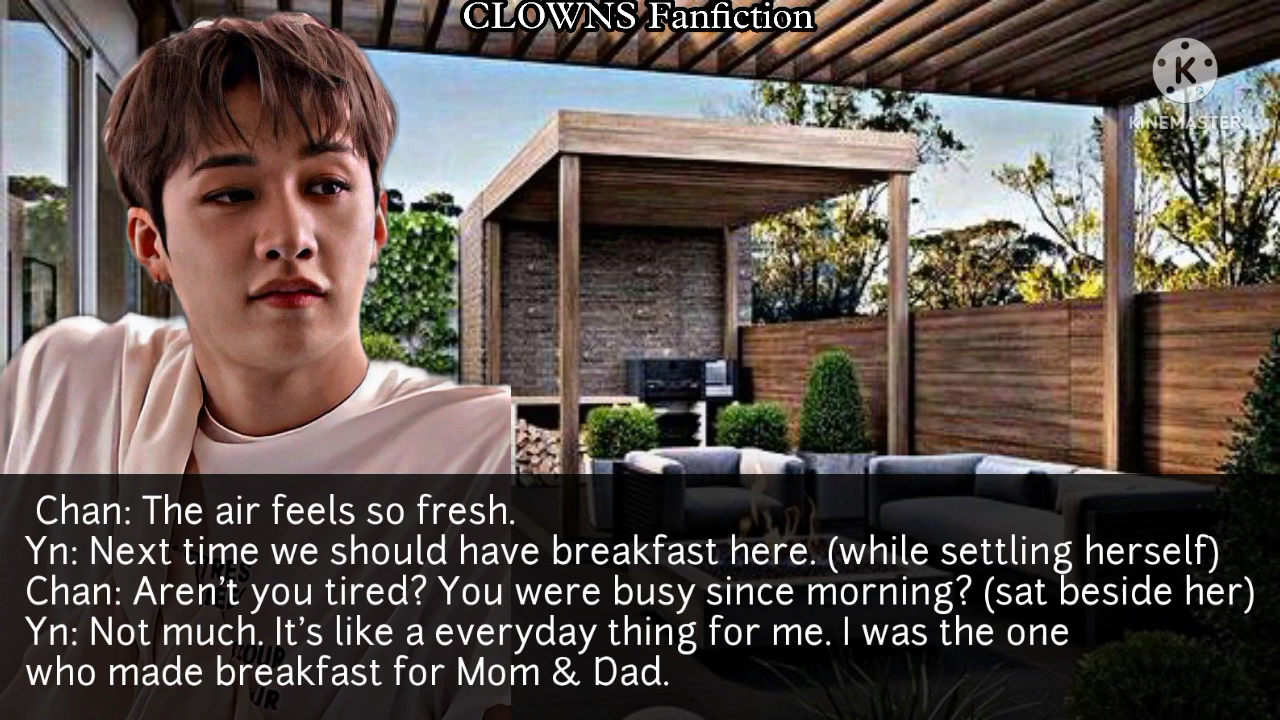 CLOWNS Fanfiction
K
KINEMASTER
Chan: The air feels so fresh.
Yn: Next time we should have breakfast here. (while settling herself)
Chan: Aren't you tired? You were busy since morning? (sat beside her)
Yn: Not much. It's like a everyday thing for me. I was the one
who made breakfast for Mom & Dad.